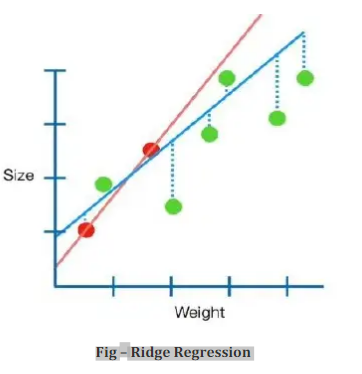 Size
Weight
Fig – Ridge Regression